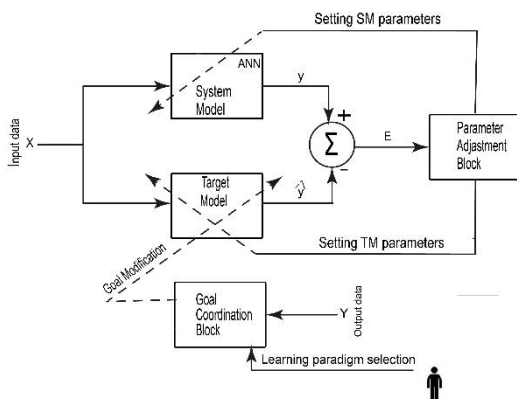 Setting SM parameters
ANN
System
Model
y
+
Input data
X
Σ
E
Parameter
Adjastment
Block
−
Target
Model
ŷ
Setting TM parameters
Goal Modification
Goal
Coordination
Block
Y
Output data
Learning paradigm selection